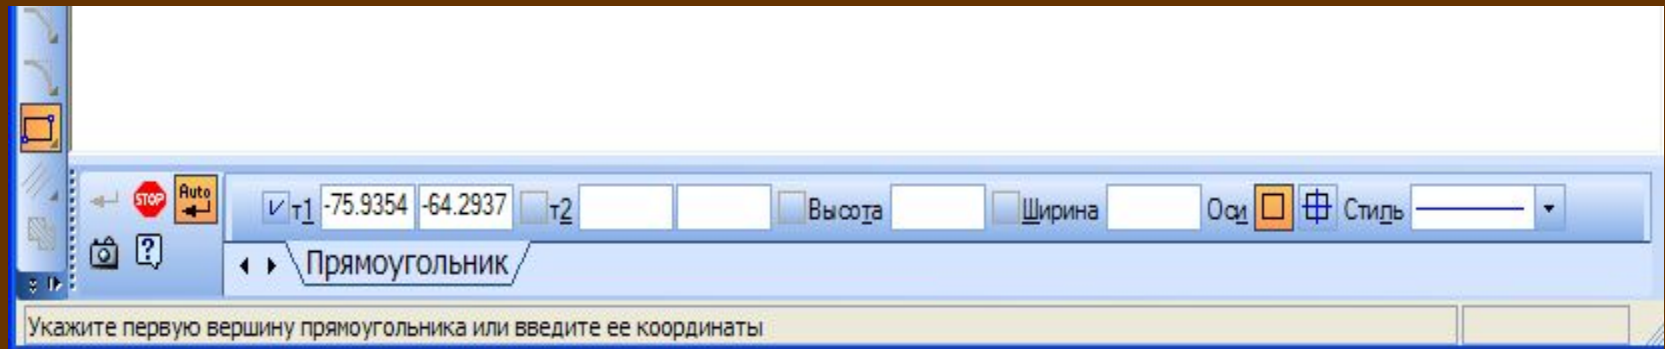 STOP Auto т1 -75.9354 -64.2937 т2 Высота Ширина Оси Стиль
?
Прямоугольник
Укажите первую вершину прямоугольника или введите ее координаты